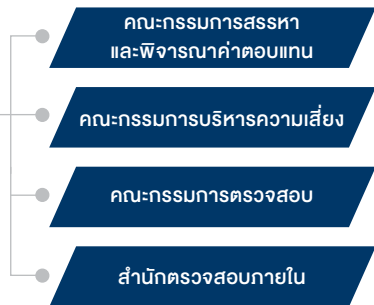 คณะกรรมการสรรหา
และพิจารณาค่าตอบแทน
คณะกรรมการบริหารความเสี่ยง
คณะกรรมการตรวจสอบ
สำนักตรวจสอบภายใน